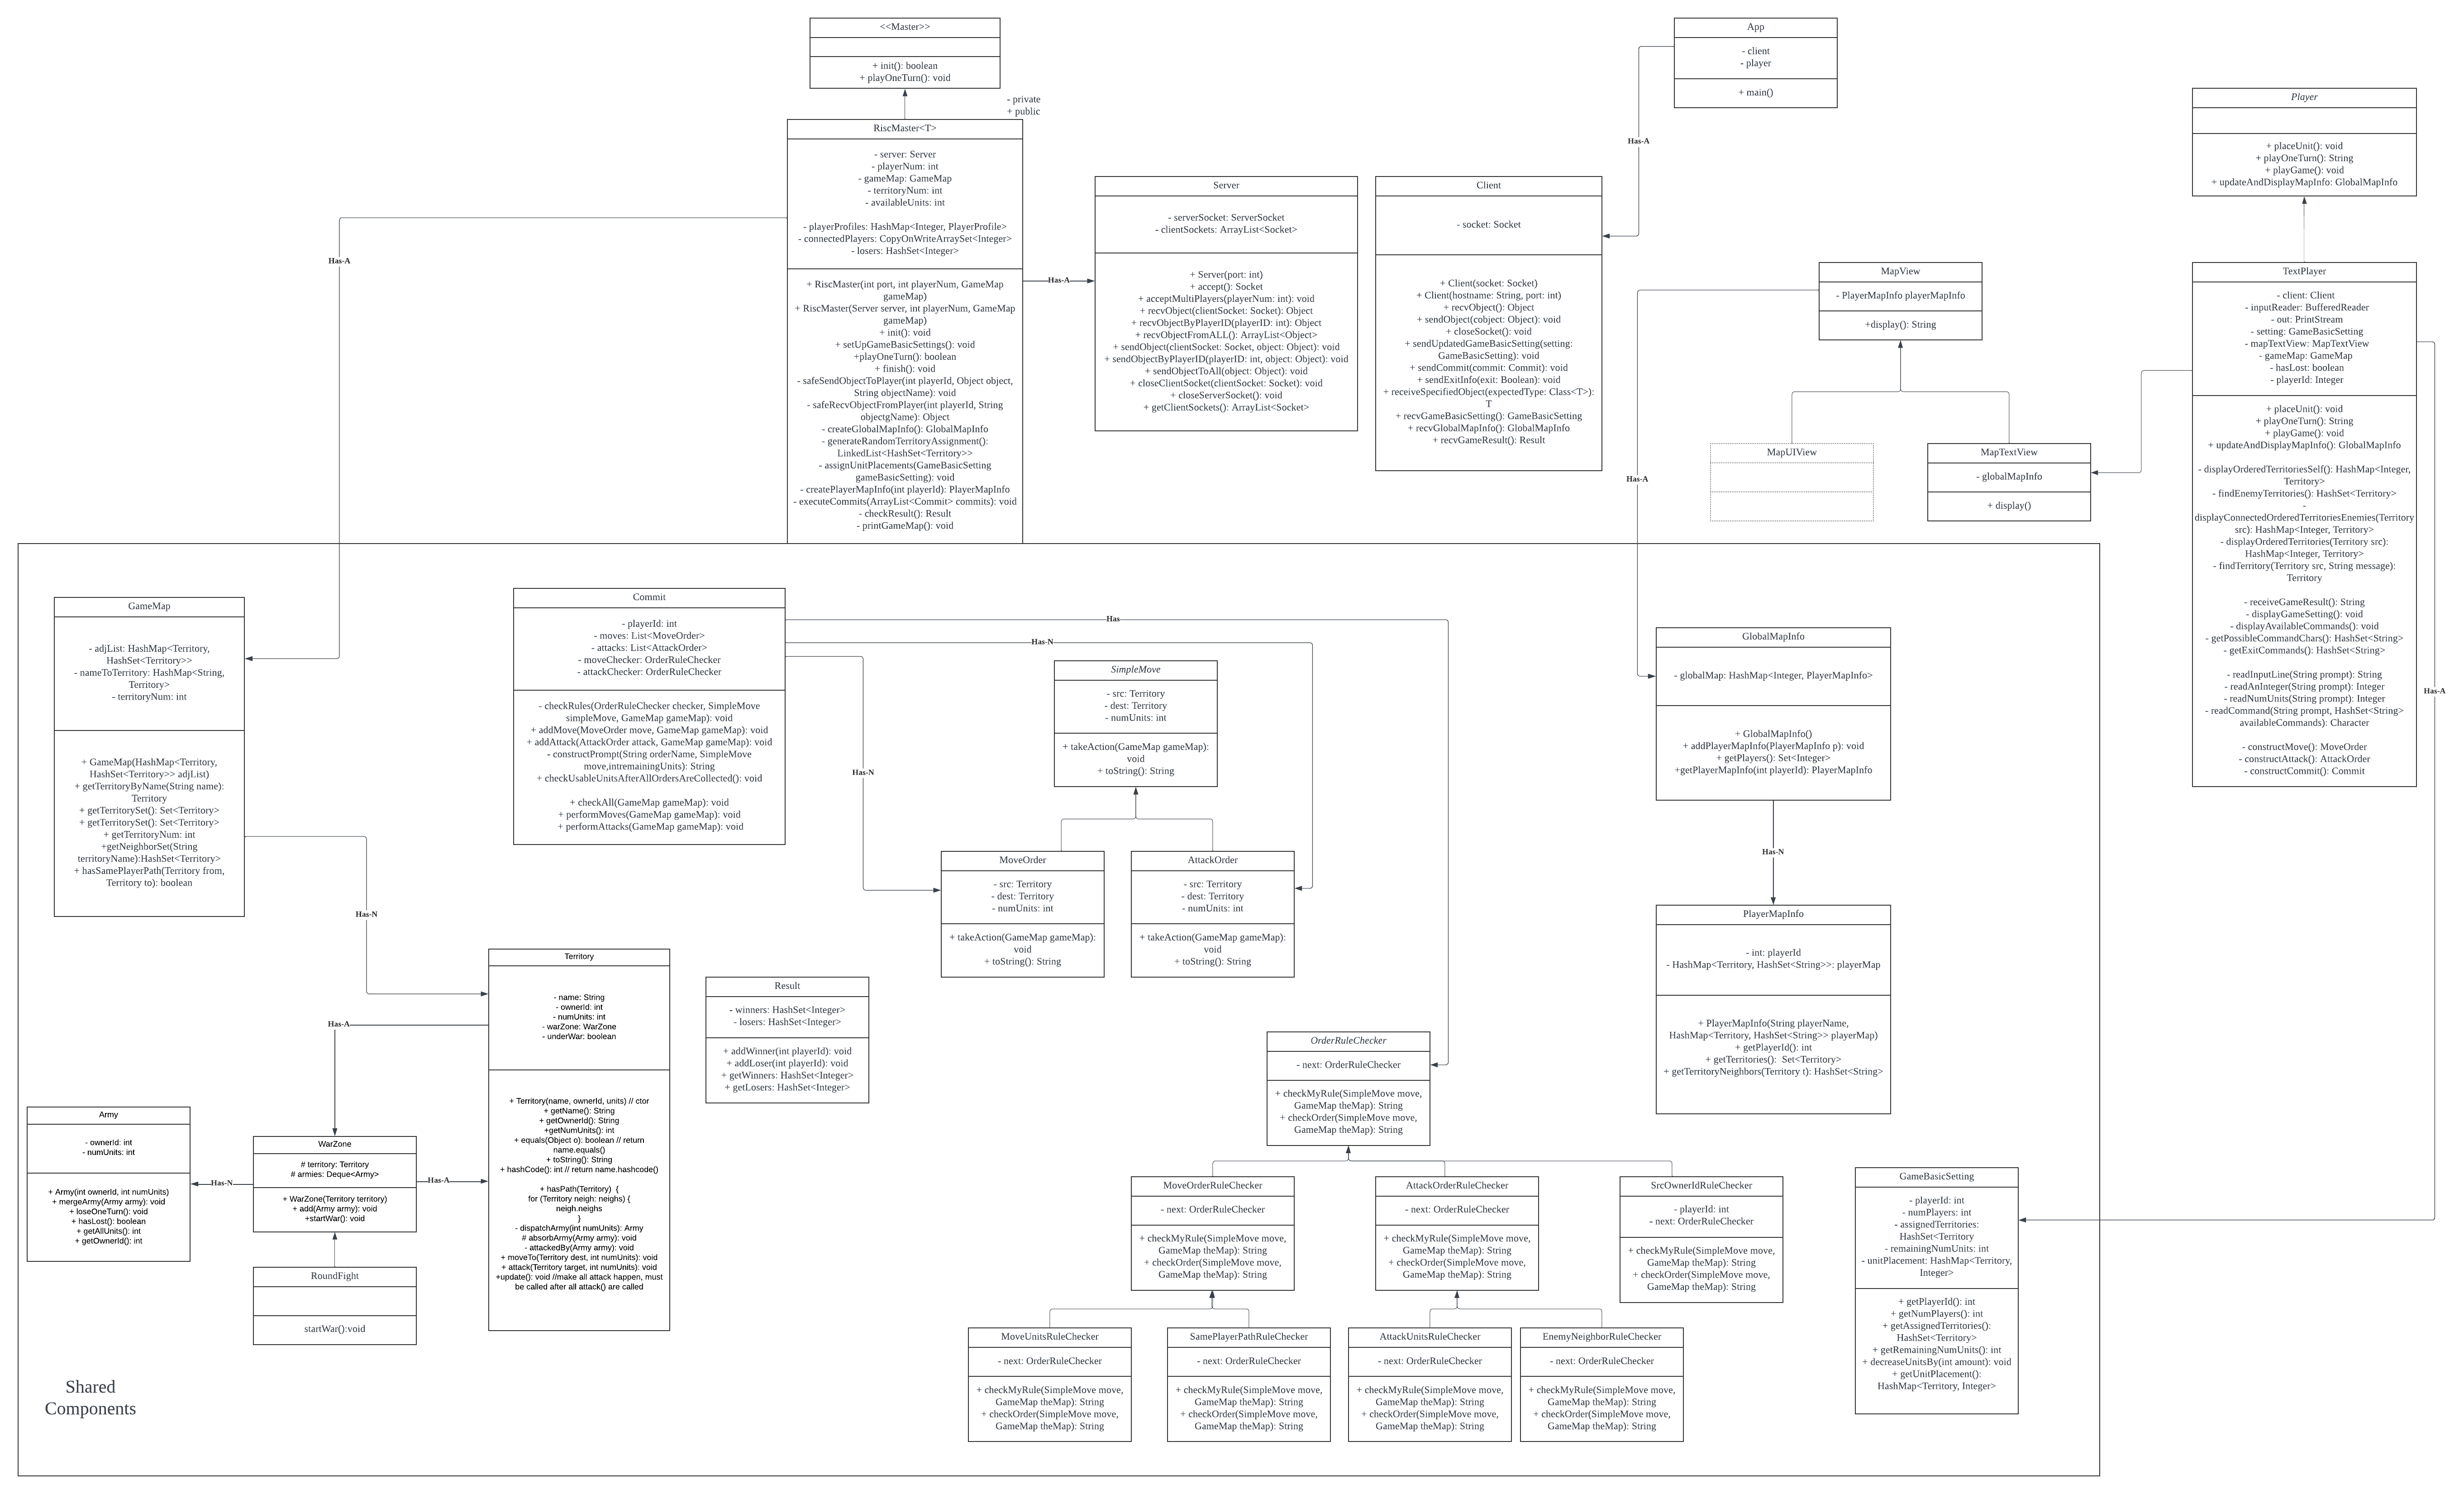 <<Master>>
+ init(): boolean
+ playOneTurn(): void
- private
+ public
RiscMaster<T>
- server: Server
- playerNum: int
- gameMap: GameMap
- territoryNum: int
- availableUnits: int
- playerProfiles: HashMap<Integer, PlayerProfile>
- connectedPlayers: CopyOnWriteArraySet<Integer>
- losers: HashSet<Integer>
+ RiscMaster(int port, int playerNum, GameMap
gameMap)
+ RiscMaster(Server server, int playerNum, GameMap
gameMap)
+ init(): void
+ setUpGameBasicSettings(): void
+playOneTurn(): boolean
+ finish(): void
- safeSendObjectToPlayer(int playerId, Object object,
String objectName): void
- safeRecvObjectFromPlayer(int playerId, String
objectgName): Object
- createGlobalMapInfo(): GlobalMapInfo
- generateRandomTerritoryAssignment():
LinkedList<HashSet<Territory>>
- assignUnitPlacements(GameBasicSetting
gameBasicSetting): void
- createPlayerMapInfo(int playerId): PlayerMapInfo
- executeCommits(ArrayList<Commit> commits): void
- checkResult(): Result
- printGameMap(): void
Has-A
Has-A
Server
- serverSocket: ServerSocket
- clientSockets: ArrayList<Socket>
+ Server(port: int)
+ accept(): Socket
+ acceptMultiPlayers(playerNum: int): void
+ recvObject(clientSocket: Socket): Object
+ recvObjectByPlayerID(playerID: int): Object
+ recvObjectFromALL(): ArrayList<Object>
+ sendObject(clientSocket: Socket, object: Object): void
+ sendObjectByPlayerID(playerID: int, object: Object): void
+ sendObjectToAll(object: Object): void
+ closeClientSocket(clientSocket: Socket): void
+ closeServerSocket(): void
+ getClientSockets(): ArrayList<Socket>
Client
- socket: Socket
+ Client(socket: Socket)
+ Client(hostname: String, port: int)
+ recvObject(): Object
+ sendObject(cobject: Object): void
+ closeSocket(): void
+ sendUpdatedGameBasicSetting(setting:
GameBasicSetting): void
+ sendCommit(commit: Commit): void
+ sendExitInfo(exit: Boolean): void
+ receiveSpecifiedObject(expectedType: Class<T>):
T
+ recvGameBasicSetting(): GameBasicSetting
+ recvGlobalMapInfo(): GlobalMapInfo
+ recvGameResult(): Result
App
- client
- player
+ main()
Has-A
MapView
- PlayerMapInfo playerMapInfo
+display(): String
Has-A
MapUIView
MapTextView
- globalMapInfo
+ display()
Player
+ placeUnit(): void
+ playOneTurn(): String
+ playGame(): void
+ updateAndDisplayMapInfo: GlobalMapInfo
TextPlayer
- client: Client
- inputReader: BufferedReader
- out: PrintStream
- setting: GameBasicSetting
- mapTextView: MapTextView
- gameMap: GameMap
- hasLost: boolean
- playerId: Integer
+ placeUnit(): void
+ playOneTurn(): String
+ playGame(): void
+ updateAndDisplayMapInfo(): GlobalMapInfo
- displayOrderedTerritoriesSelf(): HashMap<Integer,
Territory>
- findEnemyTerritories(): HashSet<Territory>
-
displayConnectedOrderedTerritoriesEnemies(Territory
src): HashMap<Integer, Territory>
- displayOrderedTerritories(Territory src):
HashMap<Integer, Territory>
- findTerritory(Territory src, String message):
Territory
- receiveGameResult(): String
- displayGameSetting(): void
- displayAvailableCommands(): void
- getPossibleCommandChars(): HashSet<String>
- getExitCommands(): HashSet<String>
- readInputLine(String prompt): String
- readAnInteger(String prompt): Integer
- readNumUnits(String prompt): Integer
- readCommand(String prompt, HashSet<String>
availableCommands): Character
- constructMove(): MoveOrder
- constructAttack(): AttackOrder
- constructCommit(): Commit
Has-A
GameMap
- adjList: HashMap<Territory,
HashSet<Territory>>
- nameToTerritory: HashMap<String,
Territory>
- territoryNum: int
+ GameMap(HashMap<Territory,
HashSet<Territory>> adjList)
+ getTerritoryByName(String name):
Territory
+ getTerritorySet(): Set<Territory>
+ getTerritorySet(): Set<Territory>
+ getTerritoryNum: int
+getNeighborSet(String
territoryName):HashSet<Territory>
+ hasSamePlayerPath(Territory from,
Territory to): boolean
Has-N
Commit
- playerId: int
- moves: List<MoveOrder>
- attacks: List<AttackOrder>
- moveChecker: OrderRuleChecker
- attackChecker: OrderRuleChecker
- checkRules(OrderRuleChecker checker, SimpleMove
simpleMove, GameMap gameMap): void
+ addMove(MoveOrder move, GameMap gameMap): void
+ addAttack(AttackOrder attack, GameMap gameMap): void
- constructPrompt(String orderName, SimpleMove
move,intremainingUnits): String
+ checkUsableUnitsAfterAllOrdersAreCollected(): void
+ checkAll(GameMap gameMap): void
+ performMoves(GameMap gameMap): void
+ performAttacks(GameMap gameMap): void
Has
Has-N
Has-N
SimpleMove
- src: Territory
- dest: Territory
- numUnits: int
+ takeAction(GameMap gameMap):
void
+ toString(): String
MoveOrder
- src: Territory
- dest: Territory
- numUnits: int
+ takeAction(GameMap gameMap):
void
+ toString(): String
AttackOrder
- src: Territory
- dest: Territory
- numUnits: int
+ takeAction(GameMap gameMap):
void
+ toString(): String
GlobalMapInfo
- globalMap: HashMap<Integer, PlayerMapInfo>
+ GlobalMapInfo()
+ addPlayerMapInfo(PlayerMapInfo p): void
+ getPlayers(): Set<Integer>
+getPlayerMapInfo(int playerId): PlayerMapInfo
Has-N
PlayerMapInfo
- int: playerId
- HashMap<Territory, HashSet<String>>: playerMap
+ PlayerMapInfo(String playerName,
HashMap<Territory, HashSet<String>> playerMap)
+ getPlayerId(): int
+ getTerritories():  Set<Territory>
+ getTerritoryNeighbors(Territory t): HashSet<String>
Territory
- name: String
- ownerId: int
- numUnits: int
- warZone: WarZone
- underWar: boolean
+ Territory(name, ownerId, units) // ctor
+ getName(): String
+ getOwnerId(): String
+getNumUnits(): int
+ equals(Object o): boolean // return
name.equals()
+ toString(): String
+ hashCode(): int // return name.hashcode()
+ hasPath(Territory)  {
for (Territory neigh: neighs) {
neigh.neighs
}
- dispatchArmy(int numUnits): Army
# absorbArmy(Army army): void
- attackedBy(Army army): void
+ moveTo(Territory dest, int numUnits): void
+ attack(Territory target, int numUnits): void
+update(): void //make all attack happen, must
be called after all attack() are called
Has-A
Result
- winners: HashSet<Integer>
- losers: HashSet<Integer>
+ addWinner(int playerId): void
+ addLoser(int playerId): void
+ getWinners: HashSet<Integer>
+ getLosers: HashSet<Integer>
Army
- ownerId: int
- numUnits: int
+ Army(int ownerId, int numUnits)
+ mergeArmy(Army army): void
+ loseOneTurn(): void
+ hasLost(): boolean
+ getAllUnits(): int
+ getOwnerId(): int
Has-N
WarZone
# territory: Territory
# armies: Deque<Army>
+ WarZone(Territory territory)
+ add(Army army): void
+startWar(): void
Has-A
RoundFight
startWar():void
OrderRuleChecker
- next: OrderRuleChecker
+ checkMyRule(SimpleMove move,
GameMap theMap): String
+ checkOrder(SimpleMove move,
GameMap theMap): String
MoveOrderRuleChecker
- next: OrderRuleChecker
+ checkMyRule(SimpleMove move,
GameMap theMap): String
+ checkOrder(SimpleMove move,
GameMap theMap): String
AttackOrderRuleChecker
- next: OrderRuleChecker
+ checkMyRule(SimpleMove move,
GameMap theMap): String
+ checkOrder(SimpleMove move,
GameMap theMap): String
SrcOwnerIdRuleChecker
- playerId: int
- next: OrderRuleChecker
+ checkMyRule(SimpleMove move,
GameMap theMap): String
+ checkOrder(SimpleMove move,
GameMap theMap): String
MoveUnitsRuleChecker
- next: OrderRuleChecker
+ checkMyRule(SimpleMove move,
GameMap theMap): String
+ checkOrder(SimpleMove move,
GameMap theMap): String
SamePlayerPathRuleChecker
- next: OrderRuleChecker
+ checkMyRule(SimpleMove move,
GameMap theMap): String
+ checkOrder(SimpleMove move,
GameMap theMap): String
AttackUnitsRuleChecker
- next: OrderRuleChecker
+ checkMyRule(SimpleMove move,
GameMap theMap): String
+ checkOrder(SimpleMove move,
GameMap theMap): String
EnemyNeighborRuleChecker
- next: OrderRuleChecker
+ checkMyRule(SimpleMove move,
GameMap theMap): String
+ checkOrder(SimpleMove move,
GameMap theMap): String
GameBasicSetting
- playerId: int
- numPlayers: int
- assignedTerritories:
HashSet<Territory
- remainingNumUnits: int
- unitPlacement: HashMap<Territory,
Integer>
+ getPlayerId(): int
+ getNumPlayers(): int
+ getAssignedTerritories():
HashSet<Territory>
+ getRemainingNumUnits(): int
+ decreaseUnitsBy(int amount): void
+ getUnitPlacement():
HashMap<Territory, Integer>
Shared
Components